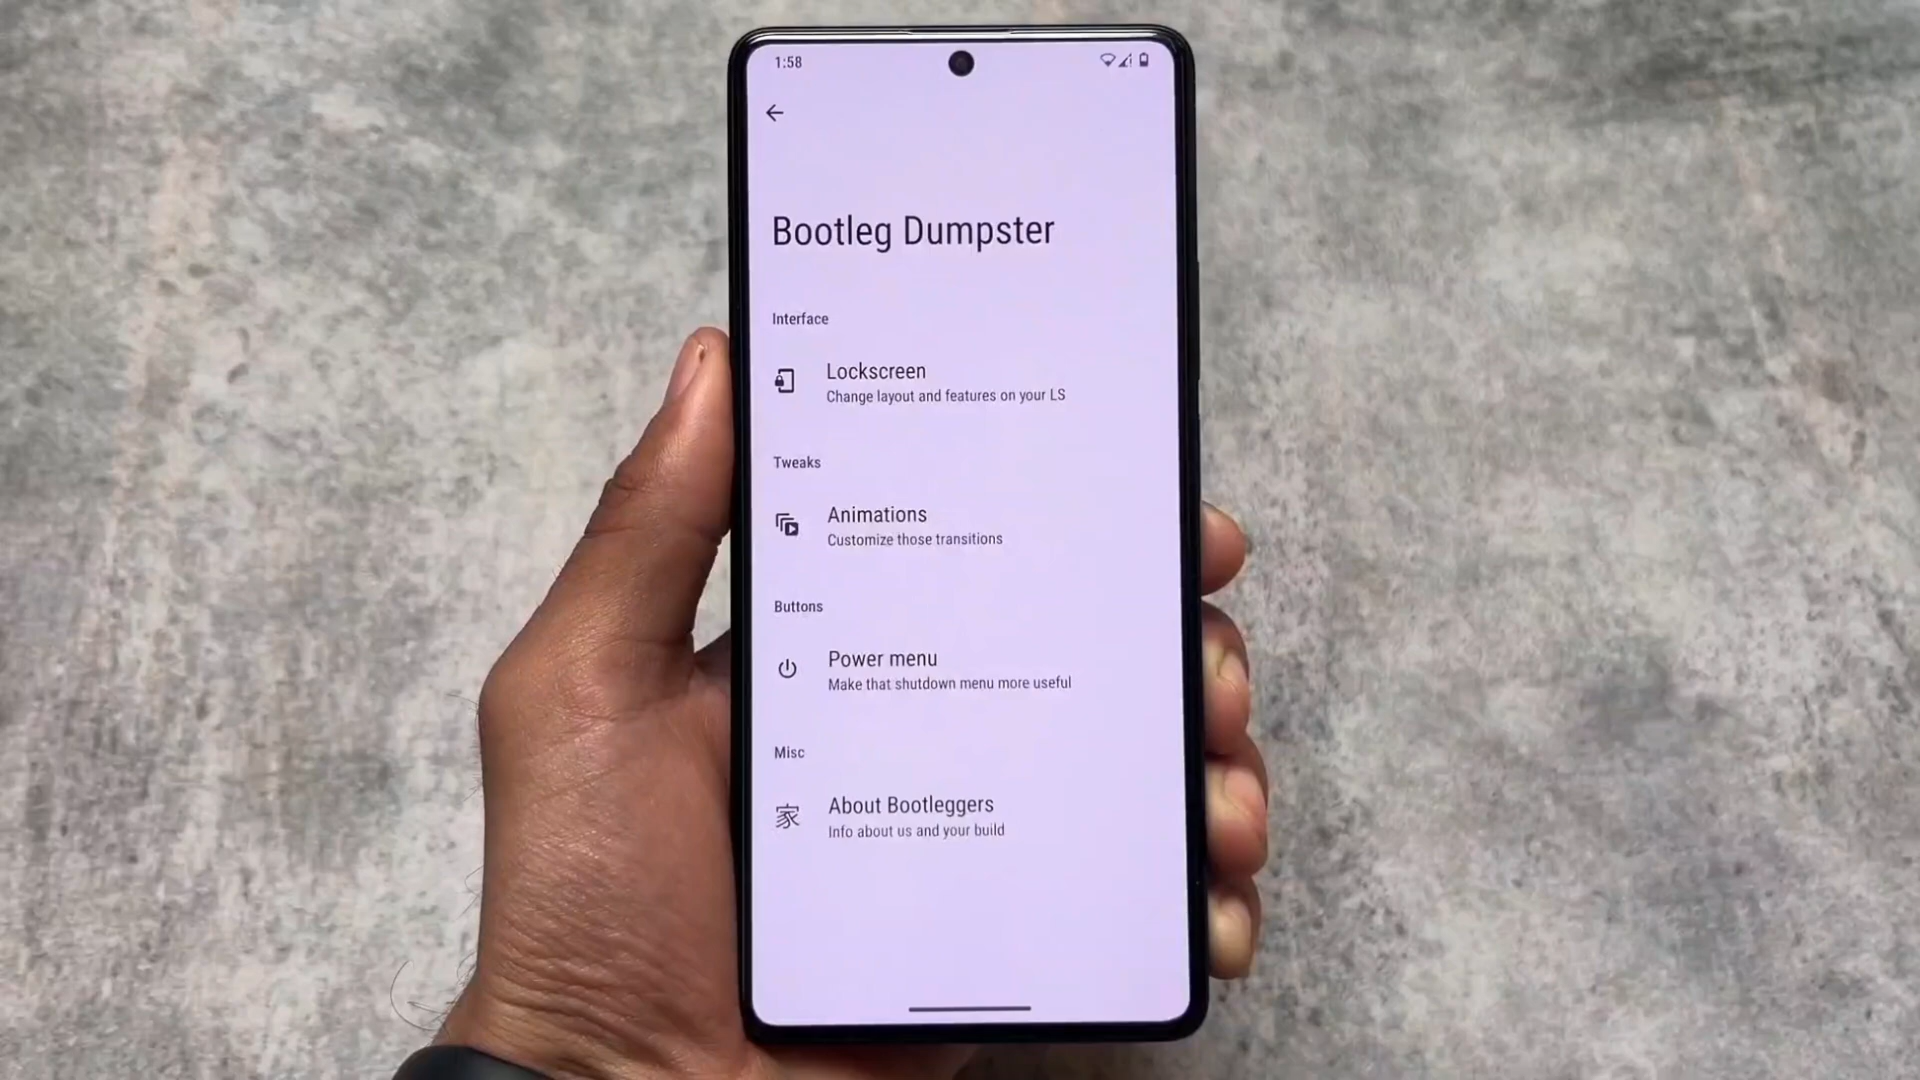 1:58
Bootleg Dumpster
Interface
Lockscreen
Change layout and features on your LS
Tweaks
Animations
Customize those transitions
Buttons
Power menu
Make that shutdown menu more useful
Misc
家
About Bootleggers
Info about us and your build